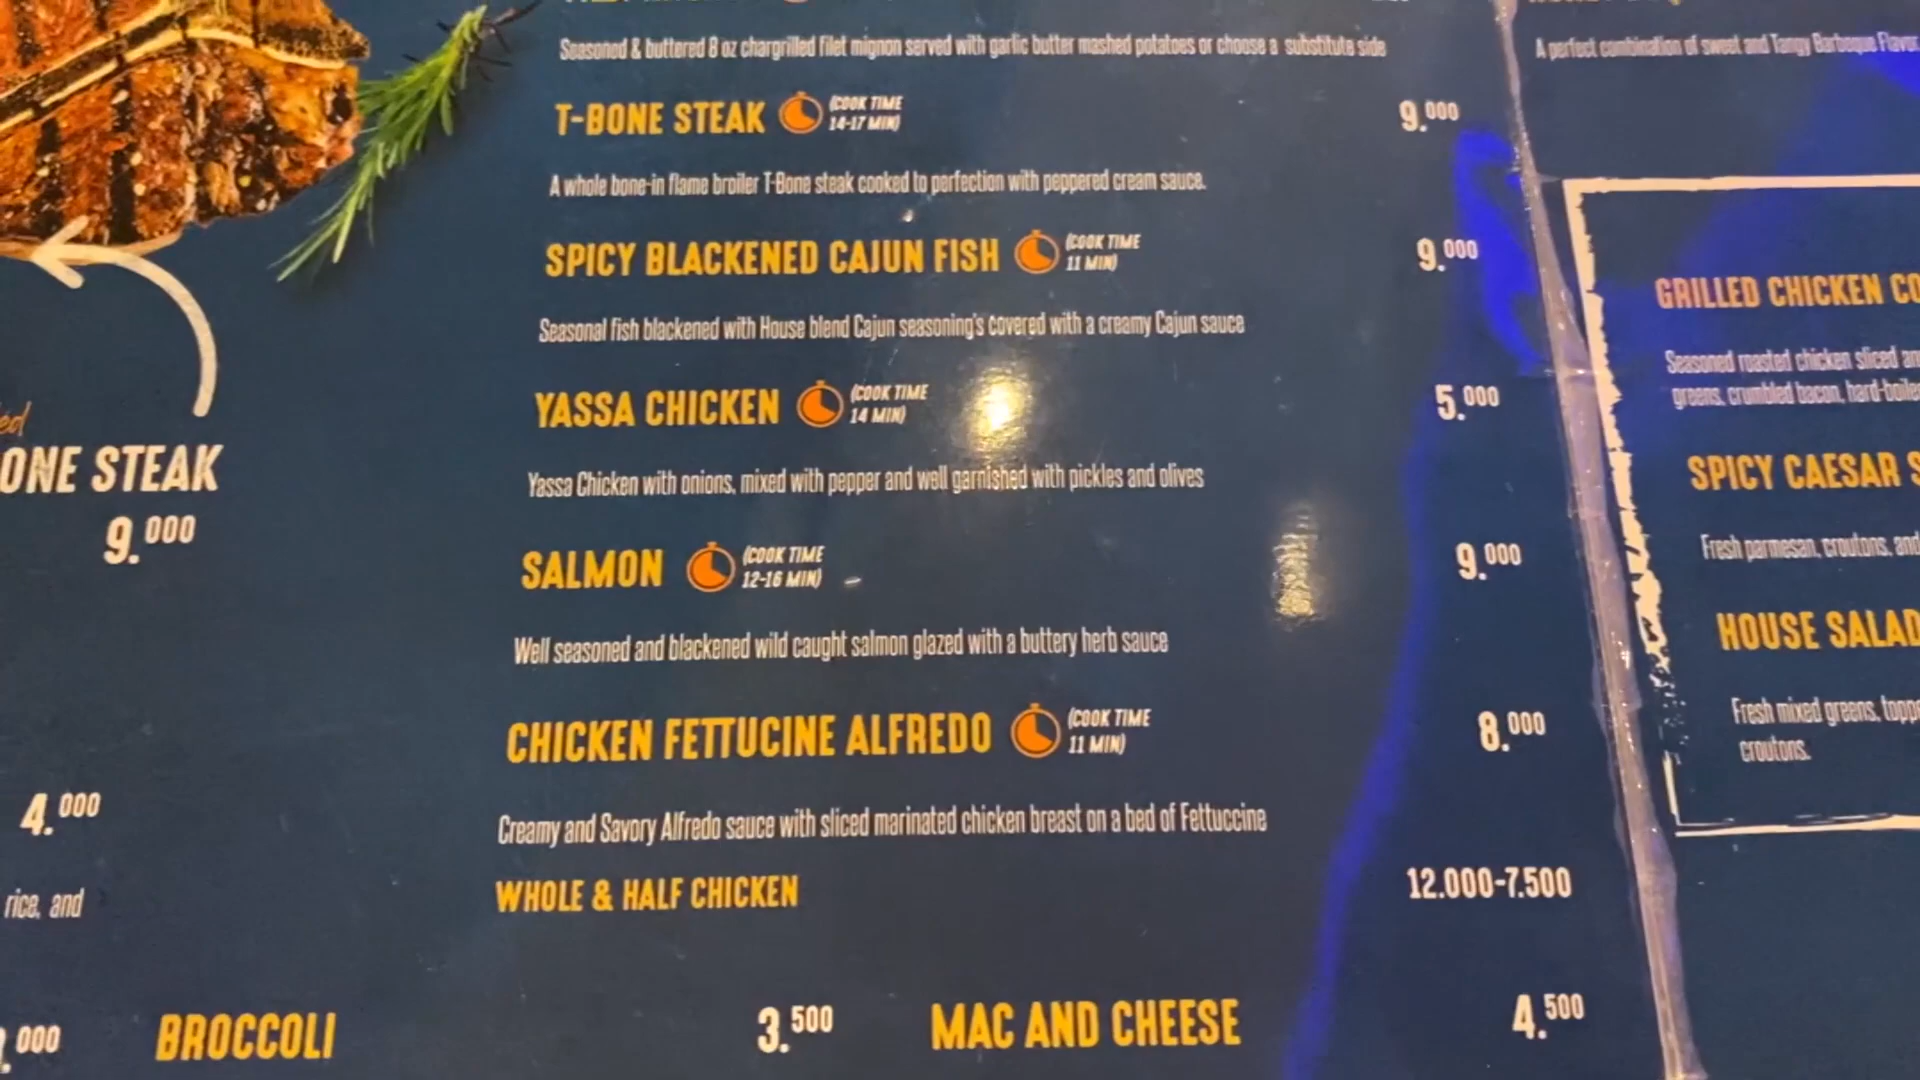 Seasoned & buttered 8 oz chargrilled filet mignon served with garlic butter mashed potatoes or choose a substitute side
T-BONE STEAK (COOK TIME 14-17 MIN) 9.000
A whole bone-in flame broiler T-Bone steak cooked to perfection with peppered cream sauce.
SPICY BLACKENED CAJUN FISH (COOK TIME 11 MIN) 9.000
Seasonal fish blackened with House blend Cajun seasoning's covered with a creamy Cajun sauce
YASSA CHICKEN (COOK TIME 14 MIN) 5.000
Yassa Chicken with onions, mixed with pepper and well garnished with pickles and olives
SALMON (COOK TIME 12-16 MIN) 9.000
Well seasoned and blackened wild caught salmon glazed with a buttery herb sauce
CHICKEN FETTUCINE ALFREDO (COOK TIME 11 MIN) 8.000
Creamy and Savory Alfredo sauce with sliced marinated chicken breast on a bed of Fettuccine
WHOLE & HALF CHICKEN 12.000-7.500
BROCCOLI 3.500
MAC AND CHEESE 4.500
ONE STEAK
9.000
4.000
rice, and
.000
A perfect combination of sweet and Tangy Barbeque Flavor
GRILLED CHICKEN CO
Seasoned roasted chicken sliced
greens, crumbled bacon, hard-boile
SPICY CAESAR S
Fresh parmesan, croutons, and
HOUSE SALAD
Fresh mixed greens, toppe
croutons.